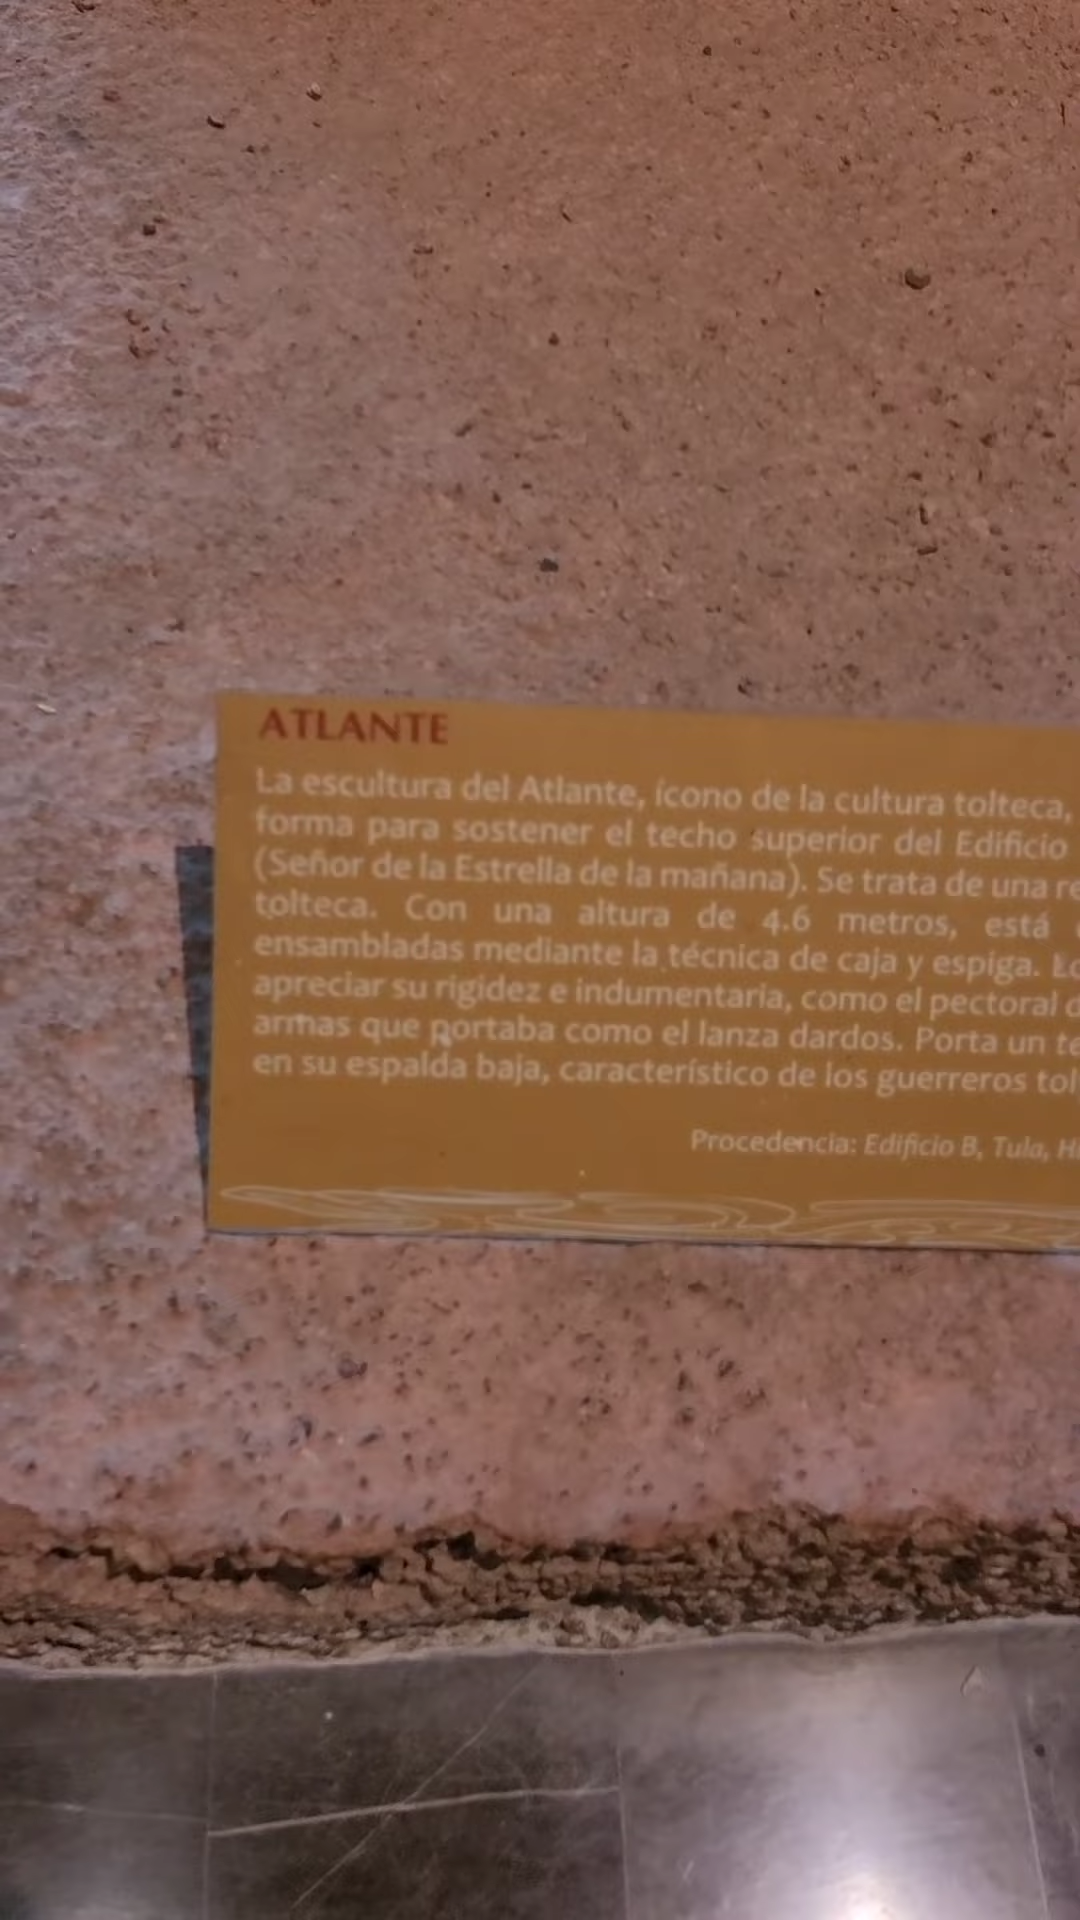 ATLANTE
La escultura del Atlante, ícono de la cultura tolteca,
forma para sostener el techo superior del Edificio
(Señor de la Estrella de la mañana). Se trata de una
tolteca. Con una altura de 4.6 metros, está
ensambladas mediante la técnica de caja y espiga.
apreciar su rigidez e indumentaria, como el pectoral
armas que portaba como el lanza dardos. Porta un
en su espalda baja, característico de los guerreros
Procedencia: Edificio B, Tula,